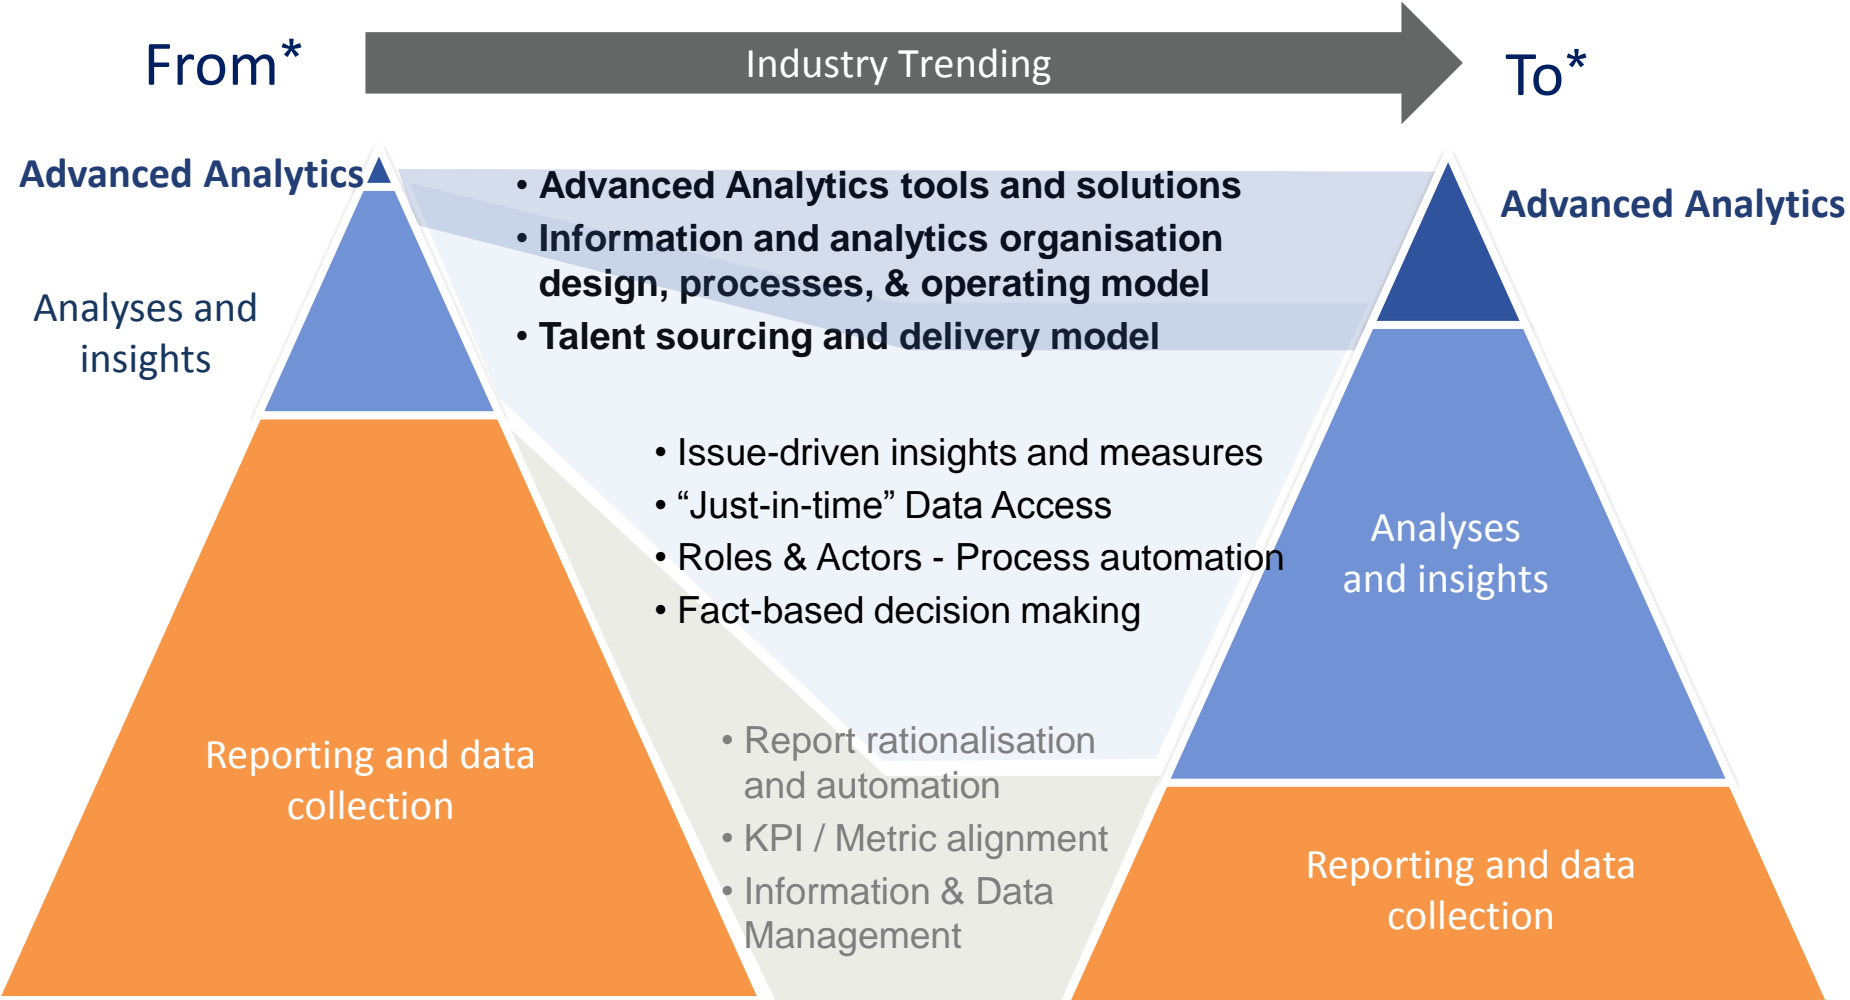 From*
Industry Trending
To*
Advanced Analytics
• Advanced Analytics tools and solutions
• Information and analytics organisation
design, processes, & operating model
• Talent sourcing and delivery model
Advanced Analytics
Analyses and
insights
• Issue-driven insights and measures
• “Just-in-time” Data Access
• Roles & Actors - Process automation
• Fact-based decision making
Analyses
and insights
Reporting and data
collection
• Report rationalisation
and automation
• KPI / Metric alignment
• Information & Data
Management
Reporting and data
collection